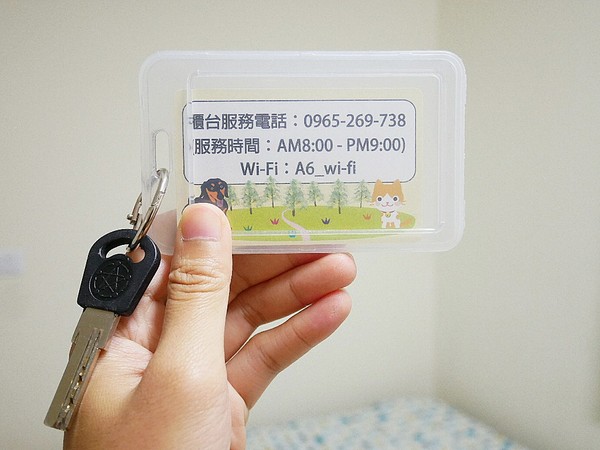 櫃台服務電話：0965-269-738
(服務時間：AM8:00 - PM9:00)
Wi-Fi：A6_wi-fi